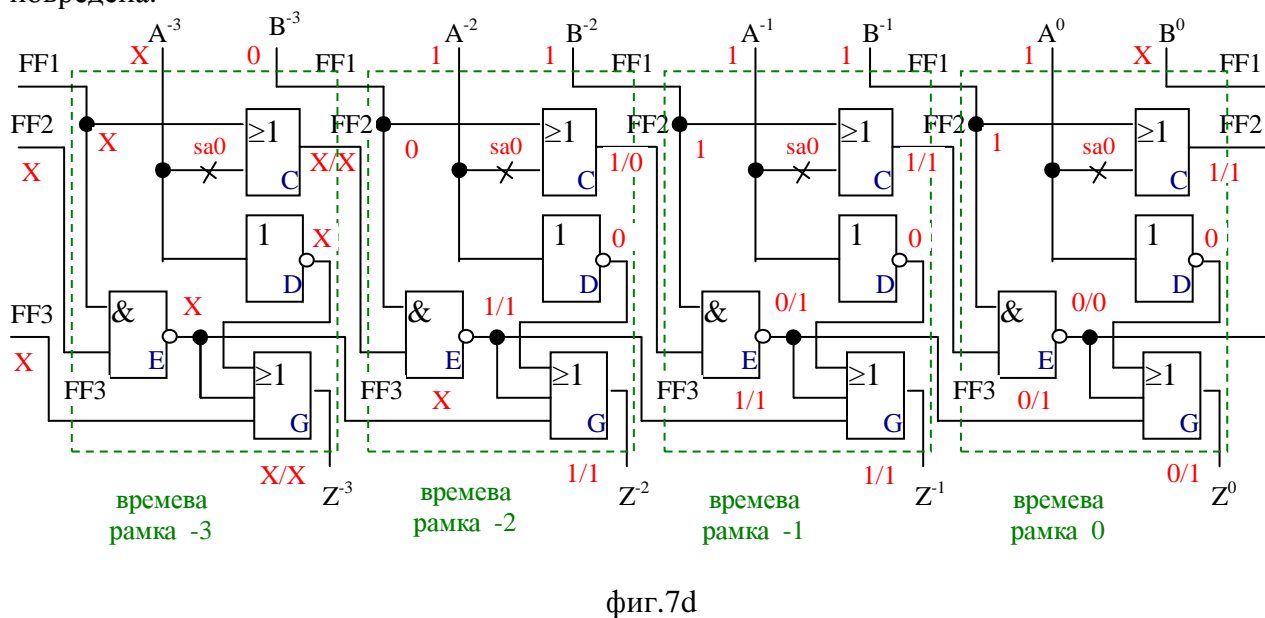 повредена.
A-3 B-3 A-2 B-2 A-1 B-1 A0 B0
X 0 1 1 1 1 1 X
FF1 FF1 FF1 FF1 FF1
≥1 ≥1 ≥1 ≥1
FF2 FF2 FF2 FF2 FF2
X X 0 1 1
sa0 sa0 sa0 sa0
X/X 1/0 1/1 1/1
C C C C
1 X 1 0 1 0 1 0
D D D D
& X & 1/1 & 0/1 & 0/0
FF3
X
E E E E
≥1 ≥1 ≥1 ≥1
FF3 FF3 X FF3 1/1 FF3 0/1
G G G G
X/X 1/1 1/1 0/1
Z-3 Z-2 Z-1 Z0
времева
рамка -3
времева
рамка -2
времева
рамка -1
времева
рамка 0
фиг.7d